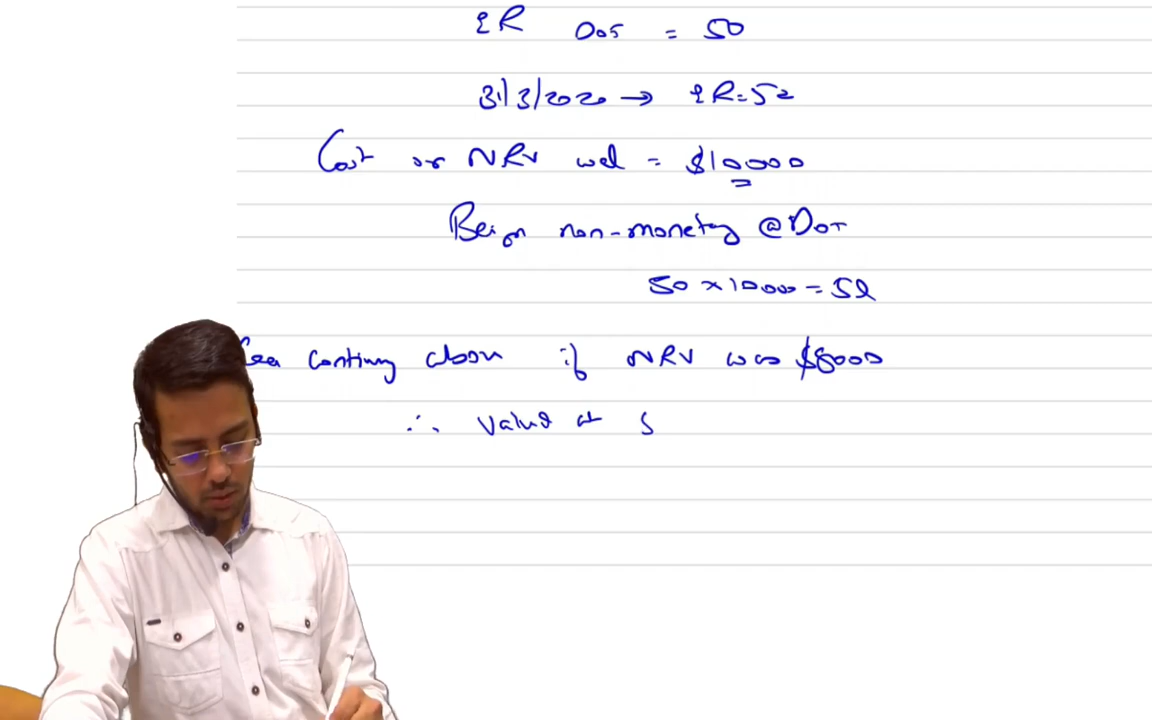 ER DOT = 50
31/3/2020 → ER = 52
Cost or NRV wel = $10000
Being non-monetary @ DOT
50 x 10000 = 5L
continuing above if NRV was $8000
∴ Value at